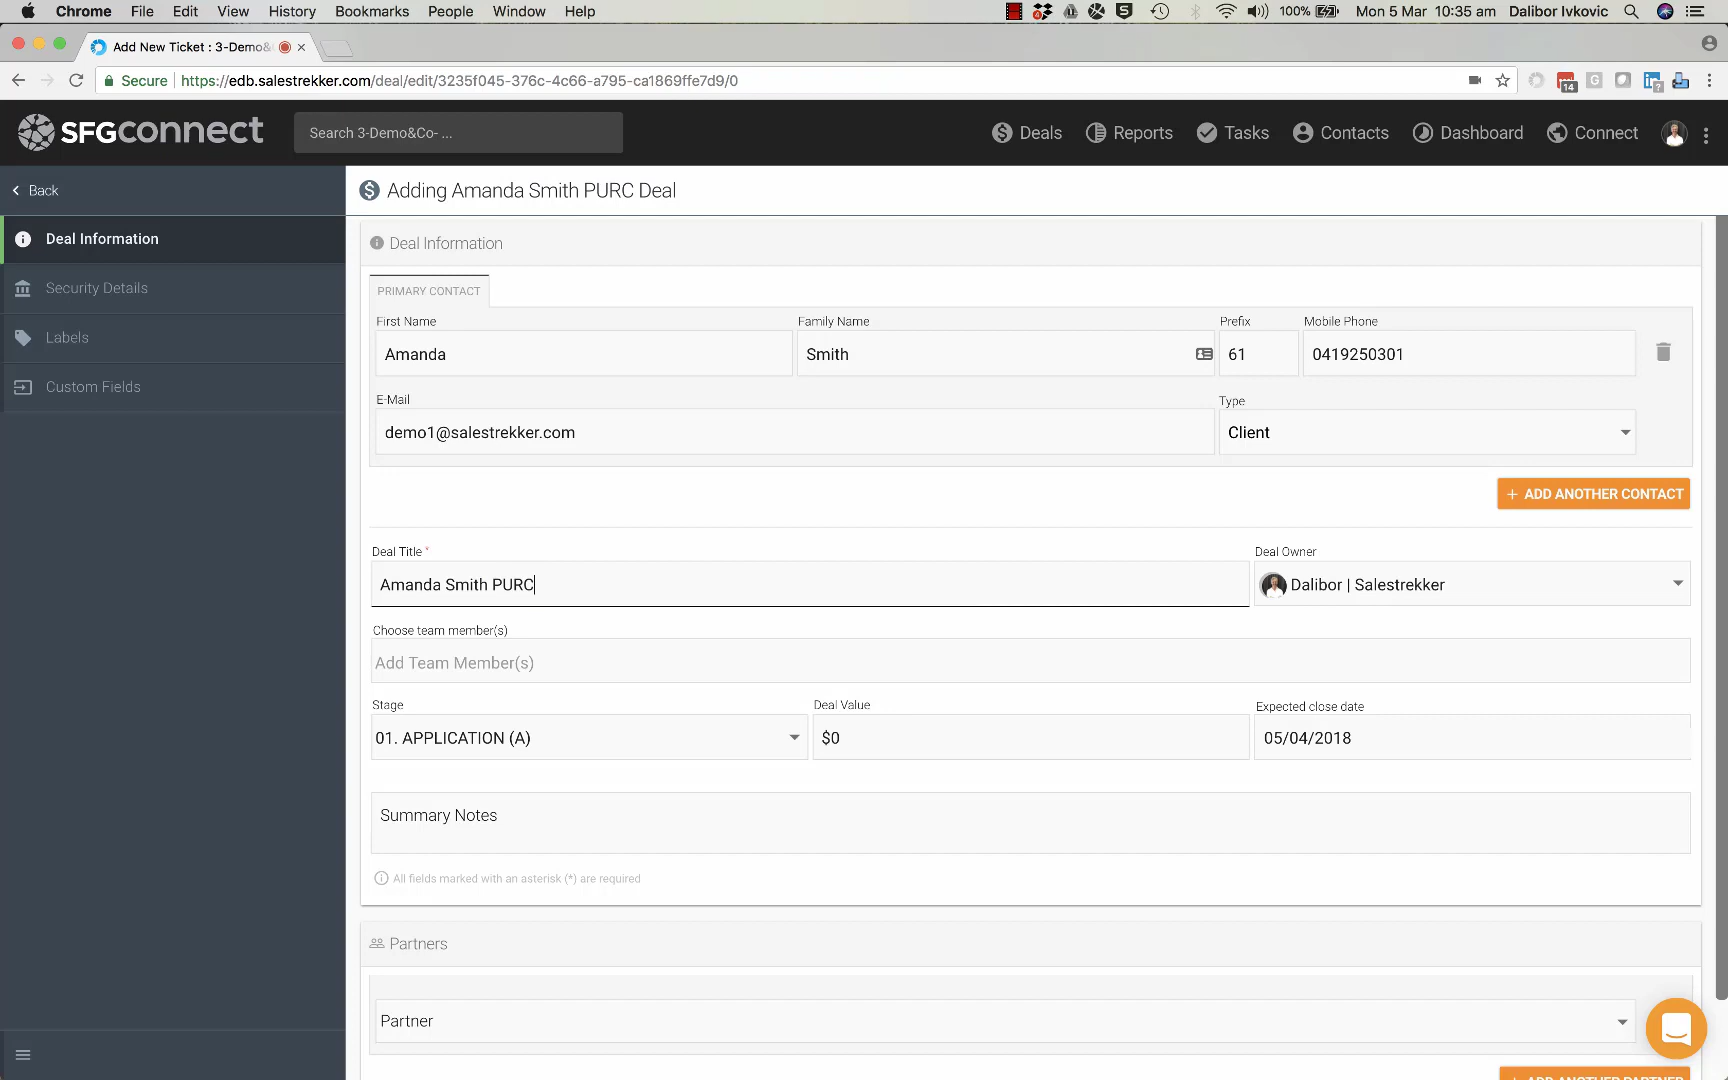 Chrome File Edit View History Bookmarks People Window Help 100% Mon 5 Mar 10:35 am Dalibor Ivkovic
Add New Ticket : 3-Demo&
Secure https://edb.salestrekker.com/deal/edit/3235f045-376c-4c66-a795-ca1869ffe7d9/0
14
SFGconnect Search 3-Demo&Co- ... Deals Reports Tasks Contacts Dashboard Connect
Back
Adding Amanda Smith PURC Deal
Deal Information
Security Details
Labels
Custom Fields
Deal Information
PRIMARY CONTACT
First Name Family Name Prefix Mobile Phone
Amanda Smith 61 0419250301
E-Mail Type
demo1@salestrekker.com Client
+ ADD ANOTHER CONTACT
Deal Title * Deal Owner
Amanda Smith PURC Dalibor | Salestrekker
Choose team member(s)
Add Team Member(s)
Stage Deal Value Expected close date
01. APPLICATION (A) $0 05/04/2018
Summary Notes
All fields marked with an asterisk (*) are required
Partners
Partner
+ ADD ANOTHER PARTNER